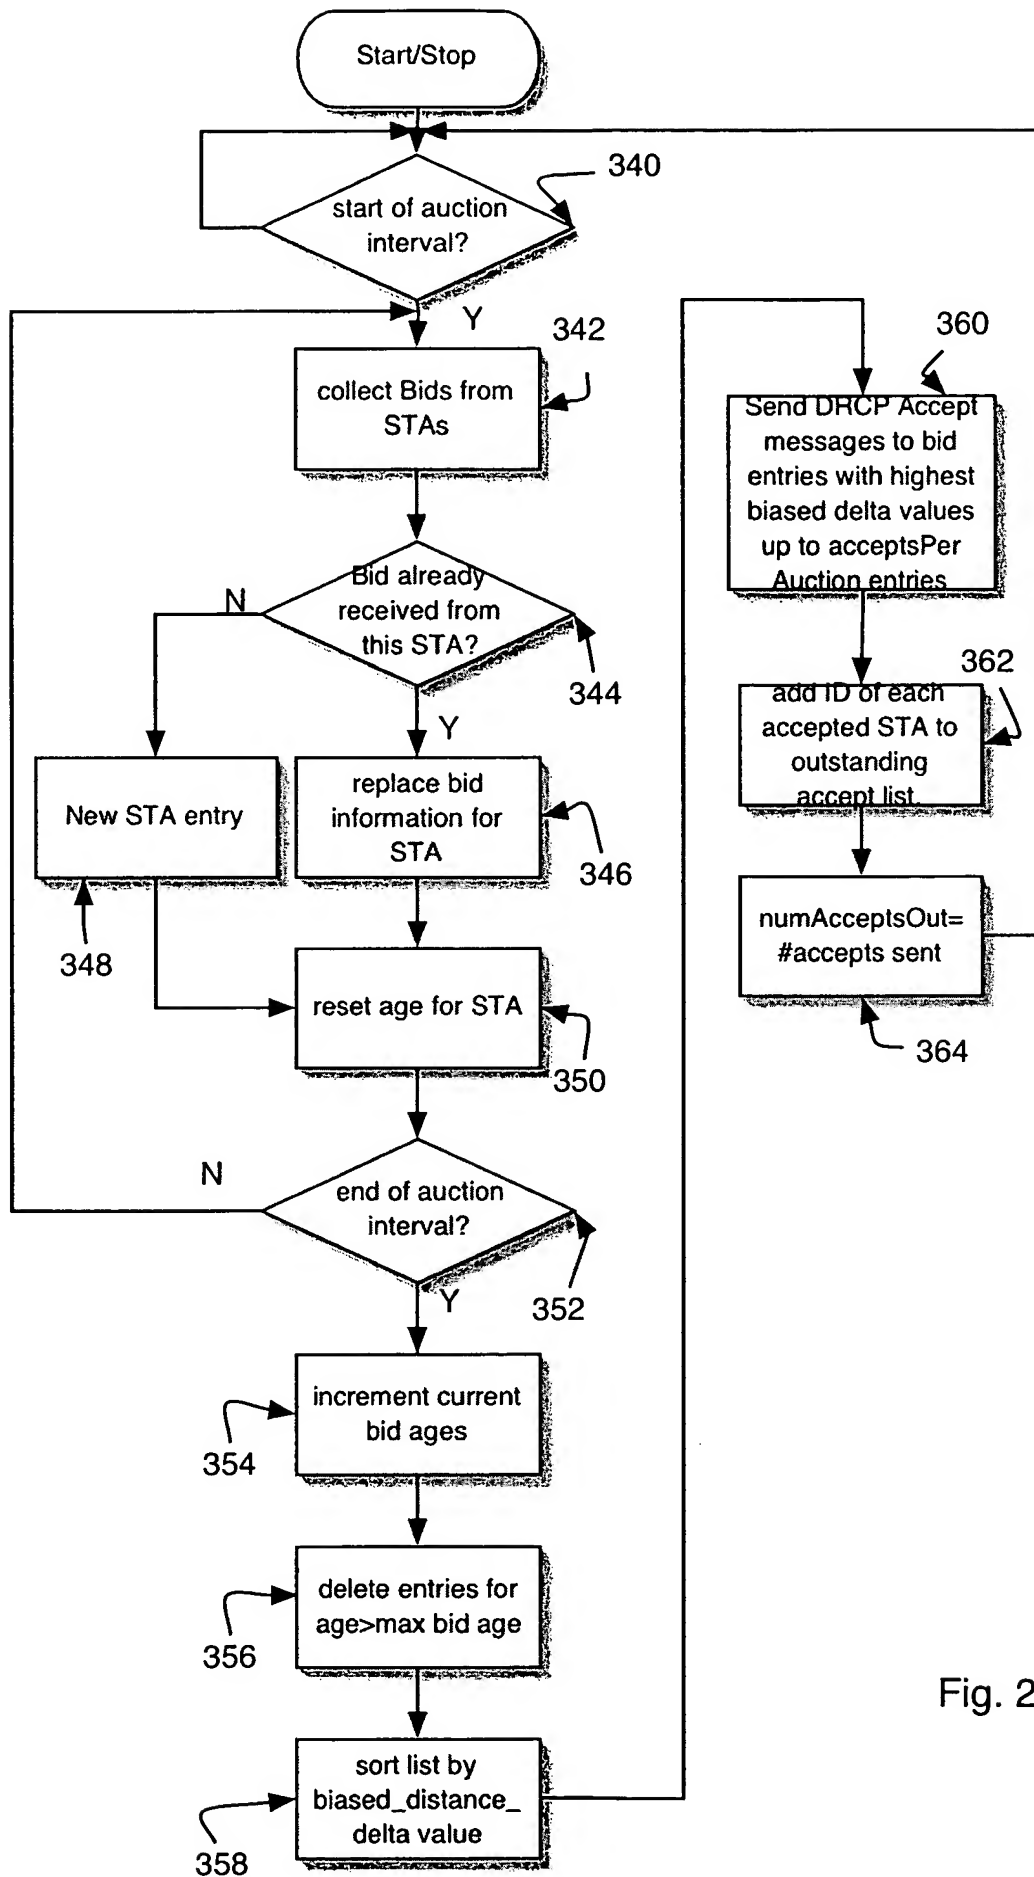 Start/Stop
340
start of auction
interval?
Y
342
collect Bids from
STAs
Bid already
received from
this STA?
N
344
Y
New STA entry
348
replace bid
information for
STA
346
reset age for STA
350
N
end of auction
interval?
352
Y
increment current
bid ages
354
delete entries for
age>max bid age
356
sort list by
biased_distance_
delta value
358
360
Send DRCP Accept
messages to bid
entries with highest
biased delta values
up to acceptsPer
Auction entries
362
add ID of each
accepted STA to
outstanding
accept list.
numAcceptsOut=
#accepts sent
364
Fig. 2